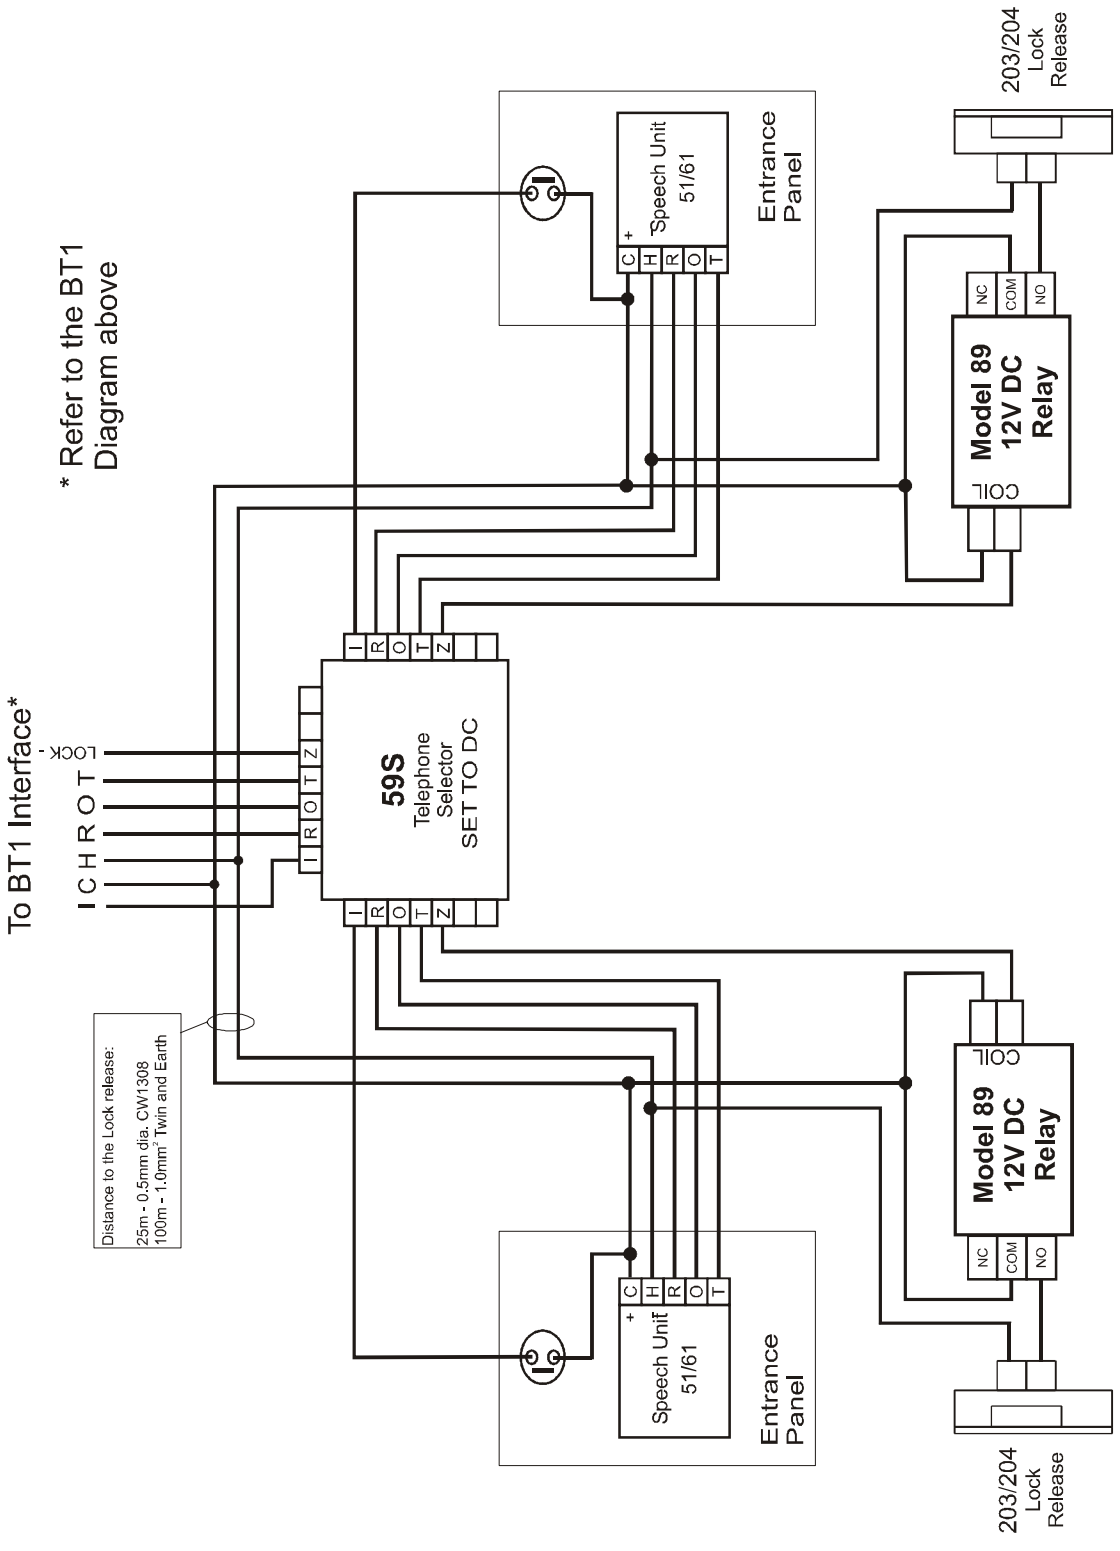 To BT1 Interface*
I C H R O T LOCK -
* Refer to the BT1
Diagram above
Distance to the Lock release:
25m - 0.5mm dia. CW1308
100m - 1.0mm² Twin and Earth
I R O T Z
I
R
O
T
Z
I
R
O
T
Z
59S
Telephone
Selector
SET TO DC
+
C
H
R
O
T
Speech Unit
51/61
Entrance
Panel
+
C
H
R
O
T
Speech Unit
51/61
Entrance
Panel
NC
COM
NO
Model 89
12V DC
Relay
COIL
NC
COM
NO
Model 89
12V DC
Relay
COIL
203/204
Lock
Release
203/204
Lock
Release